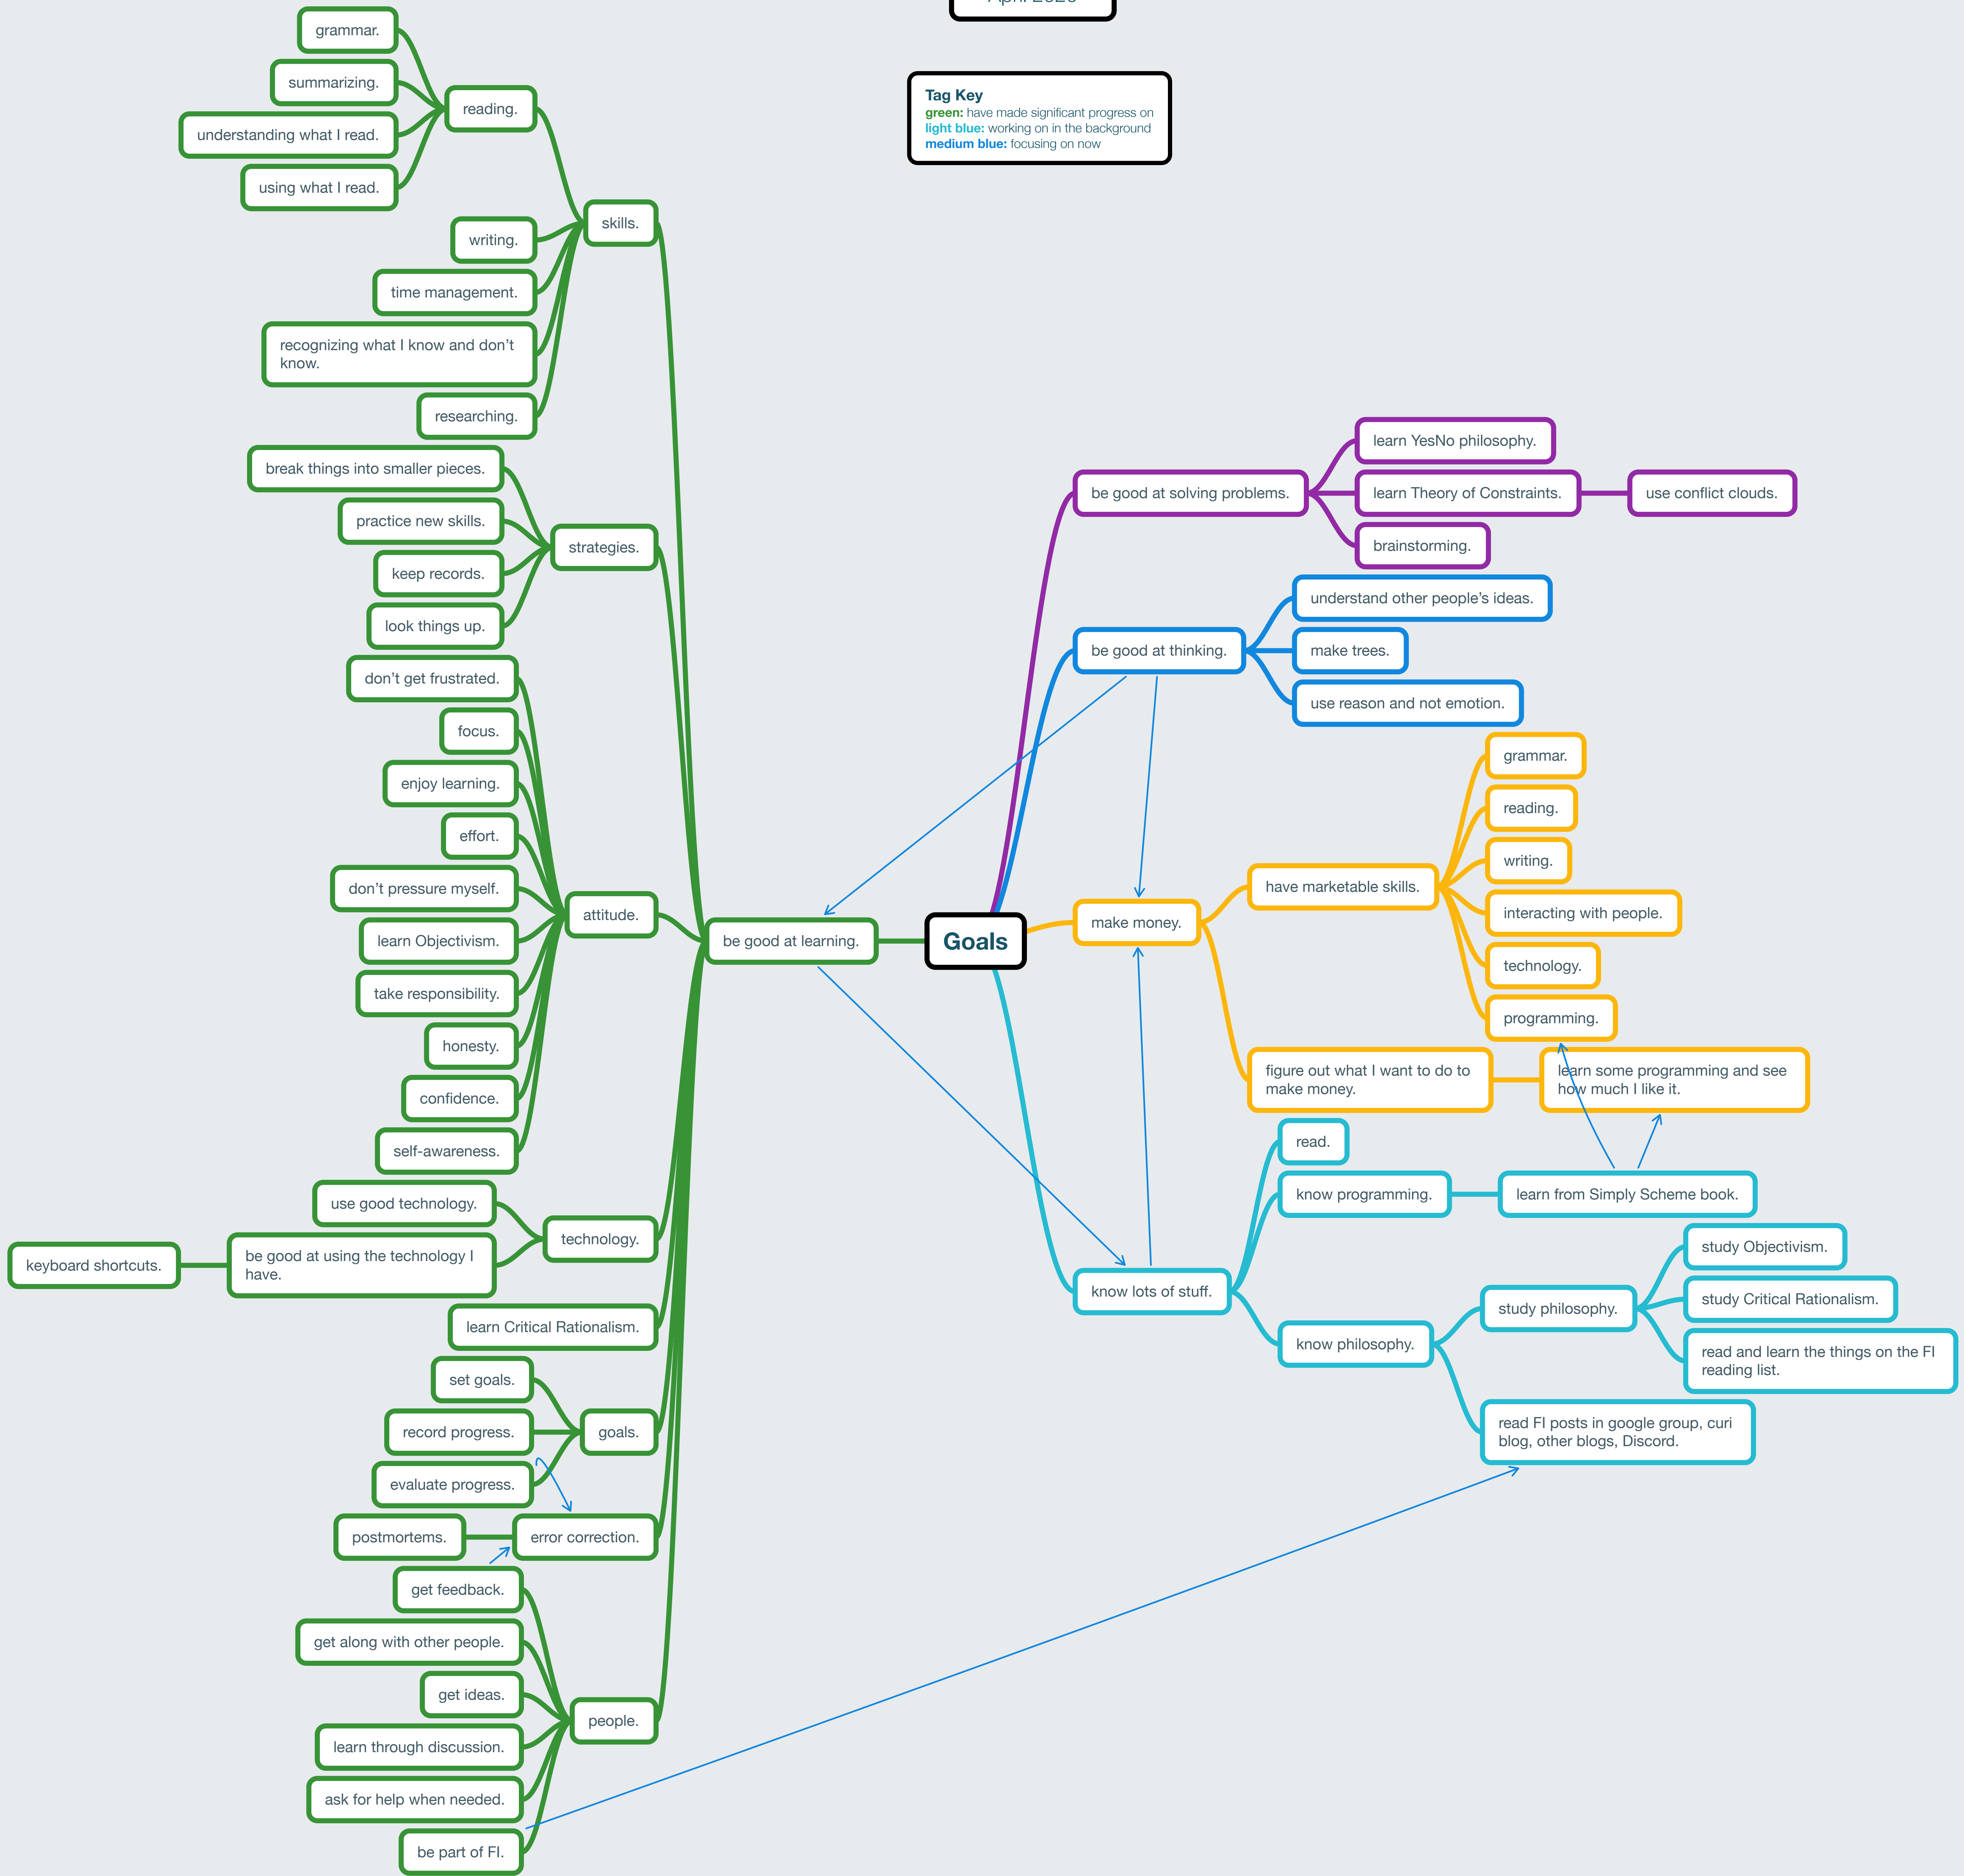 April 2020
Tag Key
green: have made significant progress on
light blue: working on in the background
medium blue: focusing on now
Goals
be good at learning.
skills.
reading.
grammar.
summarizing.
understanding what I read.
using what I read.
writing.
time management.
recognizing what I know and don’t
know.
researching.
strategies.
break things into smaller pieces.
practice new skills.
keep records.
look things up.
attitude.
don’t get frustrated.
focus.
enjoy learning.
effort.
don’t pressure myself.
learn Objectivism.
take responsibility.
honesty.
confidence.
self-awareness.
technology.
use good technology.
be good at using the technology I
have.
keyboard shortcuts.
learn Critical Rationalism.
goals.
set goals.
record progress.
evaluate progress.
error correction.
postmortems.
people.
get feedback.
get along with other people.
get ideas.
learn through discussion.
ask for help when needed.
be part of FI.
be good at solving problems.
learn YesNo philosophy.
learn Theory of Constraints.
use conflict clouds.
brainstorming.
be good at thinking.
understand other people’s ideas.
make trees.
use reason and not emotion.
make money.
have marketable skills.
grammar.
reading.
writing.
interacting with people.
technology.
programming.
figure out what I want to do to
make money.
learn some programming and see
how much I like it.
know lots of stuff.
read.
know programming.
learn from Simply Scheme book.
know philosophy.
study philosophy.
study Objectivism.
study Critical Rationalism.
read and learn the things on the FI
reading list.
read FI posts in google group, curi
blog, other blogs, Discord.